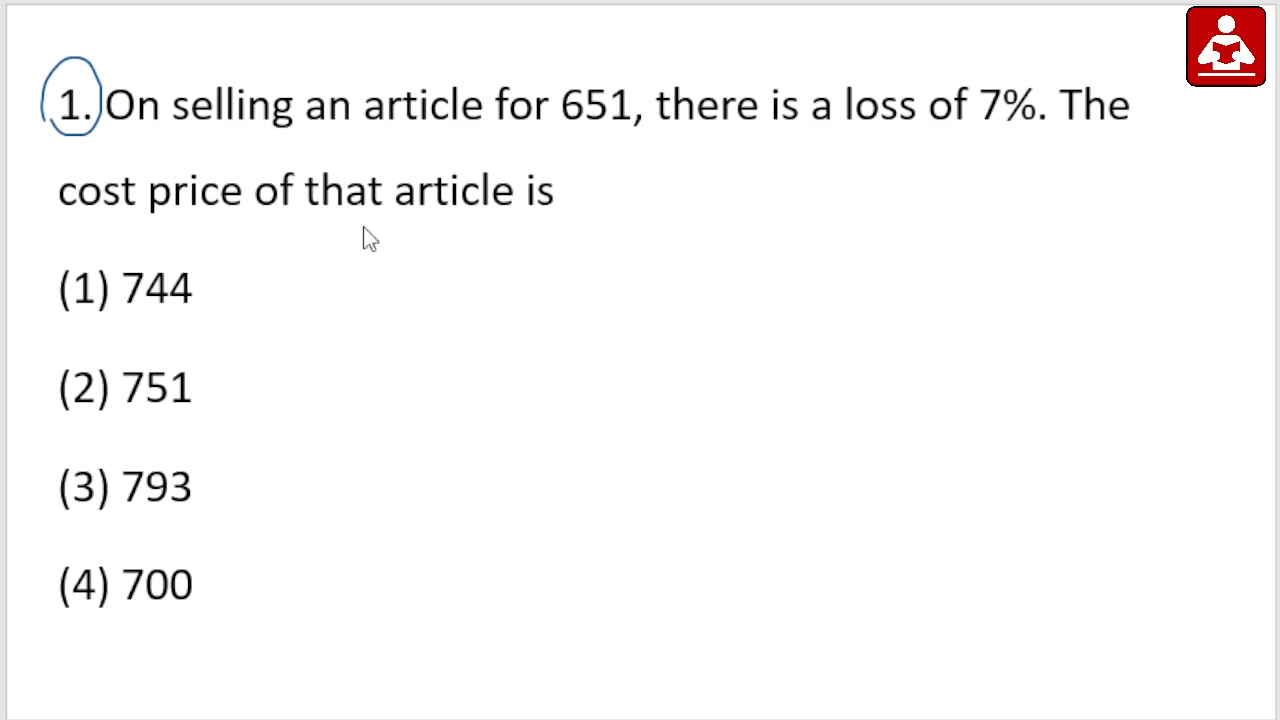 1. On selling an article for 651, there is a loss of 7%. The
cost price of that article is
(1) 744
(2) 751
(3) 793
(4) 700